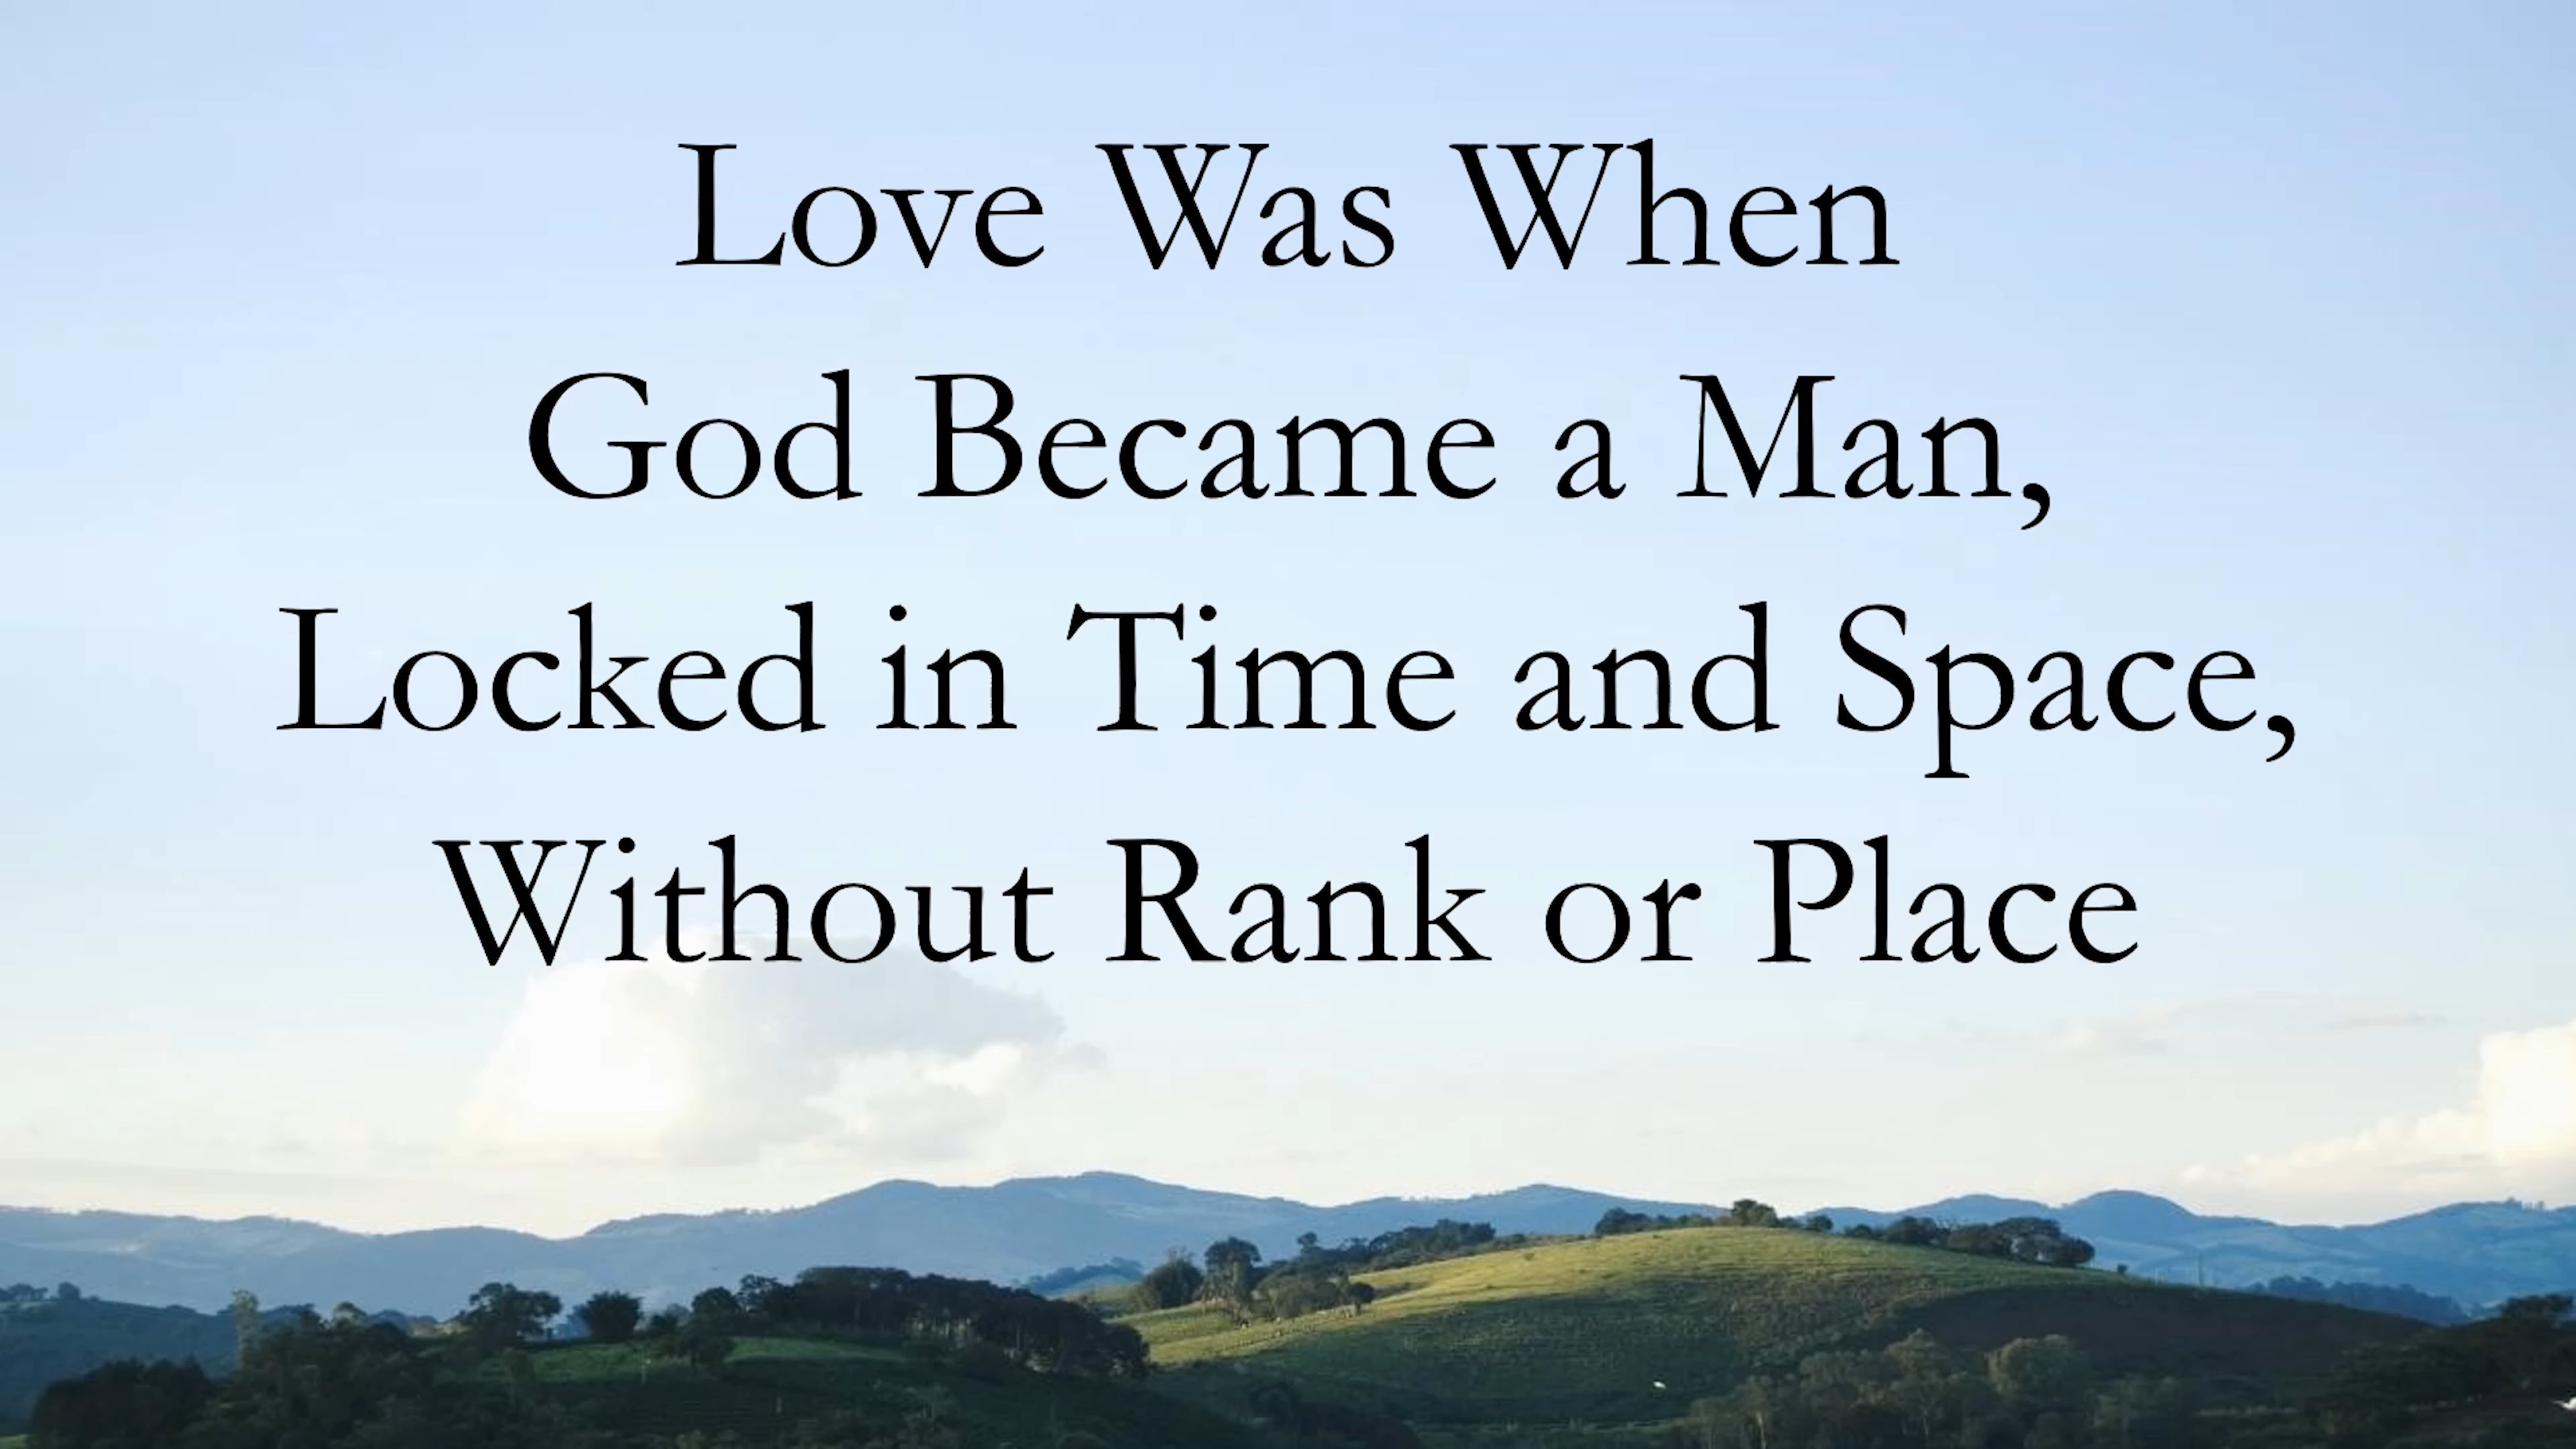 Love Was When
God Became a Man,
Locked in Time and Space,
Without Rank or Place